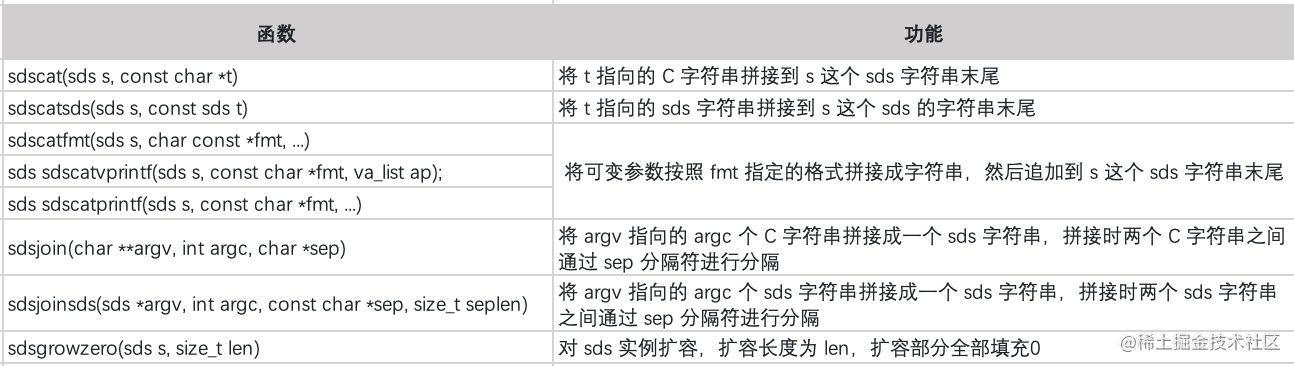 函数
功能
sdscat(sds s, const char *t)
将 t 指向的 C 字符串拼接到 s 这个 sds 字符串末尾
sdscatsds(sds s, const sds t)
将 t 指向的 sds 字符串拼接到 s 这个 sds 的字符串末尾
sdscatfmt(sds s, char const *fmt, ...)
sds sdscatvprintf(sds s, const char *fmt, va_list ap);
将可变参数按照 fmt 指定的格式拼接成字符串，然后追加到 s 这个 sds 字符串末尾
sds sdscatprintf(sds s, const char *fmt, ...)
sdsjoin(char **argv, int argc, char *sep)
将 argv 指向的 argc 个 C 字符串拼接成一个 sds 字符串，拼接时两个 C 字符串之间
通过 sep 分隔符进行分隔
sdsjoinsds(sds *argv, int argc, const char *sep, size_t seplen)
将 argv 指向的 argc 个 sds 字符串拼接成一个 sds 字符串，拼接时两个 sds 字符串
之间通过 sep 分隔符进行分隔
sdsgrowzero(sds s, size_t len)
对 sds 实例扩容，扩容长度为 len，扩容部分全部填充0
@稀土掘金技术社区